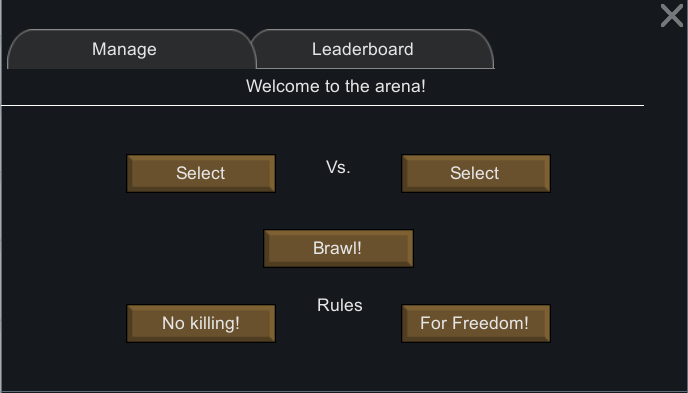 Manage Leaderboard
Welcome to the arena!
Select Vs. Select
Brawl!
Rules
No killing! For Freedom!